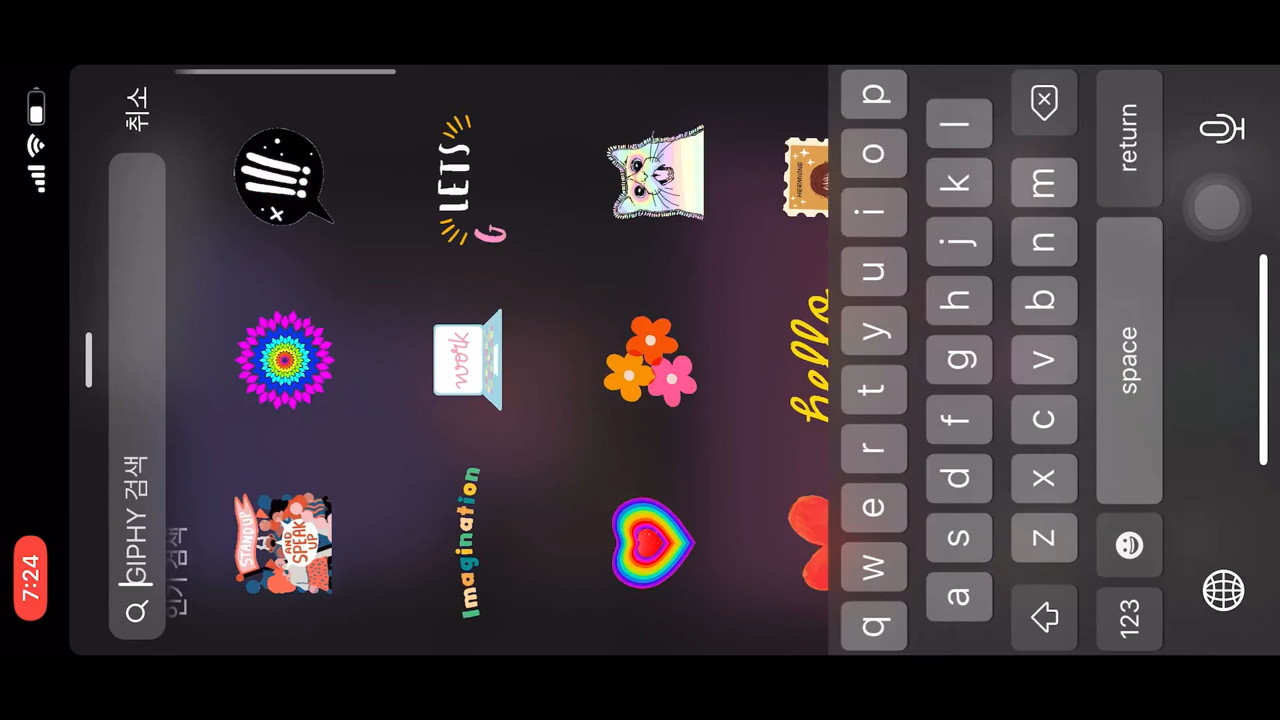 7:24
GIPHY 검색
취소
인기 검색
STANDUP
AND SPEAK UP
Imagination
work
LETS
G
hello
HERMIONE
q w e r t y u i o p
a s d f g h j k l
z x c v b n m
123
space
return